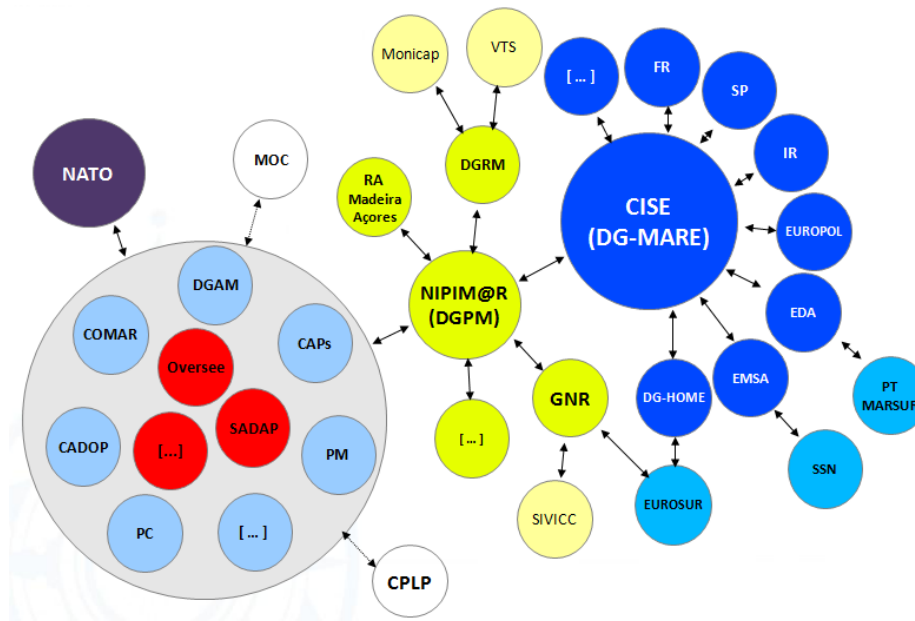 Monicap
VTS
[ ... ]
FR
SP
IR
NATO
MOC
DGRM
RA
Madeira
Açores
CISE
(DG-MARE)
EUROPOL
DGAM
NIPIM@R
(DGPM)
EDA
COMAR
CAPs
Oversee
GNR
DG-HOME
EMSA
PT
MARSUR
SADAP
CADOP
[...]
PM
[ ... ]
SSN
PC
[ ... ]
SIVICC
EUROSUR
CPLP